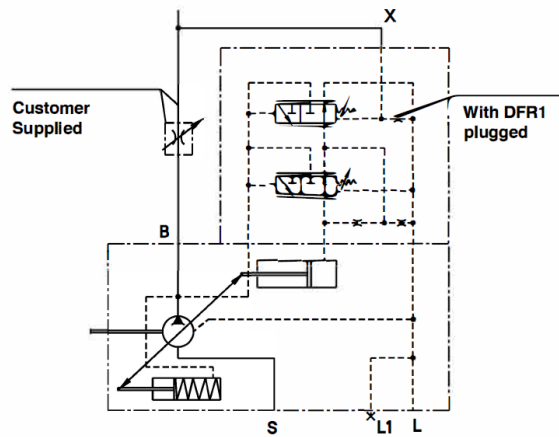 X
Customer
Supplied
With DFR1
plugged
B
S
L1
L